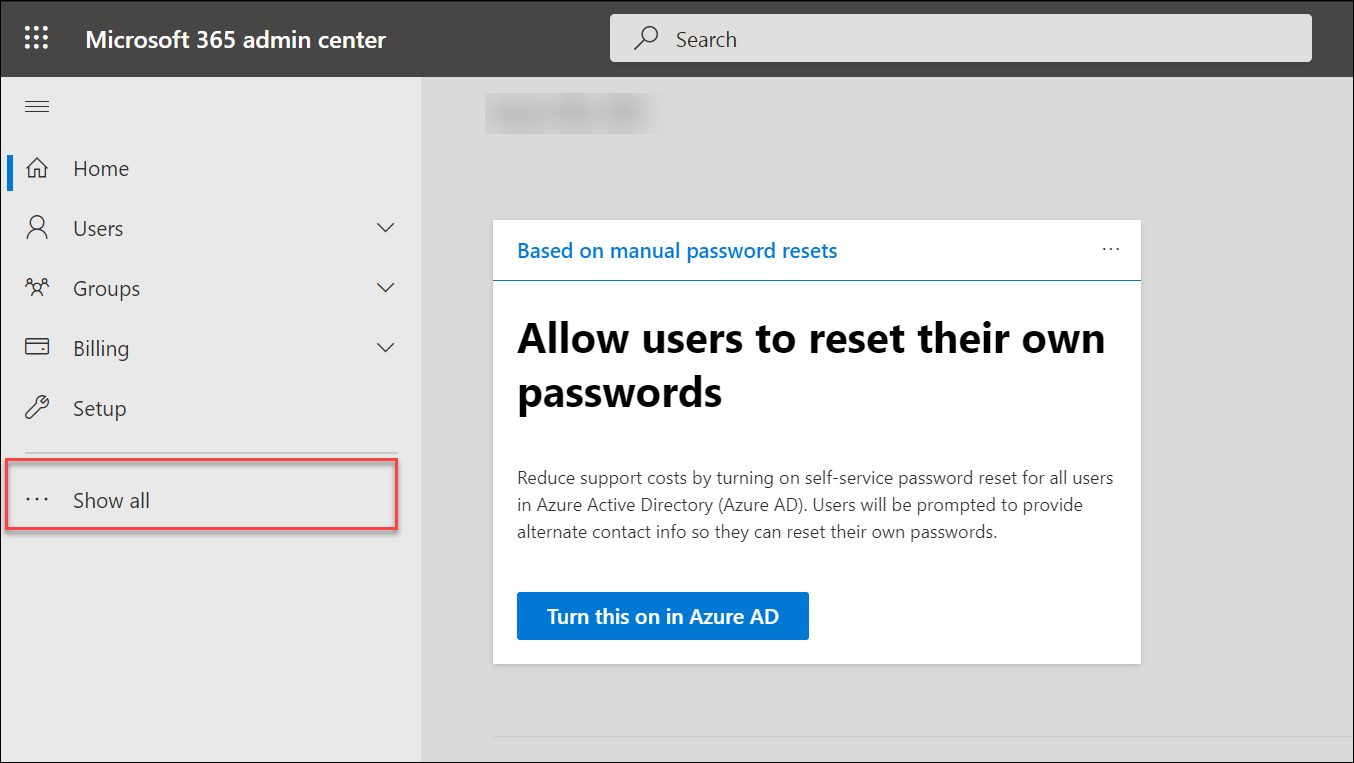 Microsoft 365 admin center
Search
Home
Users
Groups
Billing
Setup
Show all
Based on manual password resets
Allow users to reset their own
passwords
Reduce support costs by turning on self-service password reset for all users
in Azure Active Directory (Azure AD). Users will be prompted to provide
alternate contact info so they can reset their own passwords.
Turn this on in Azure AD